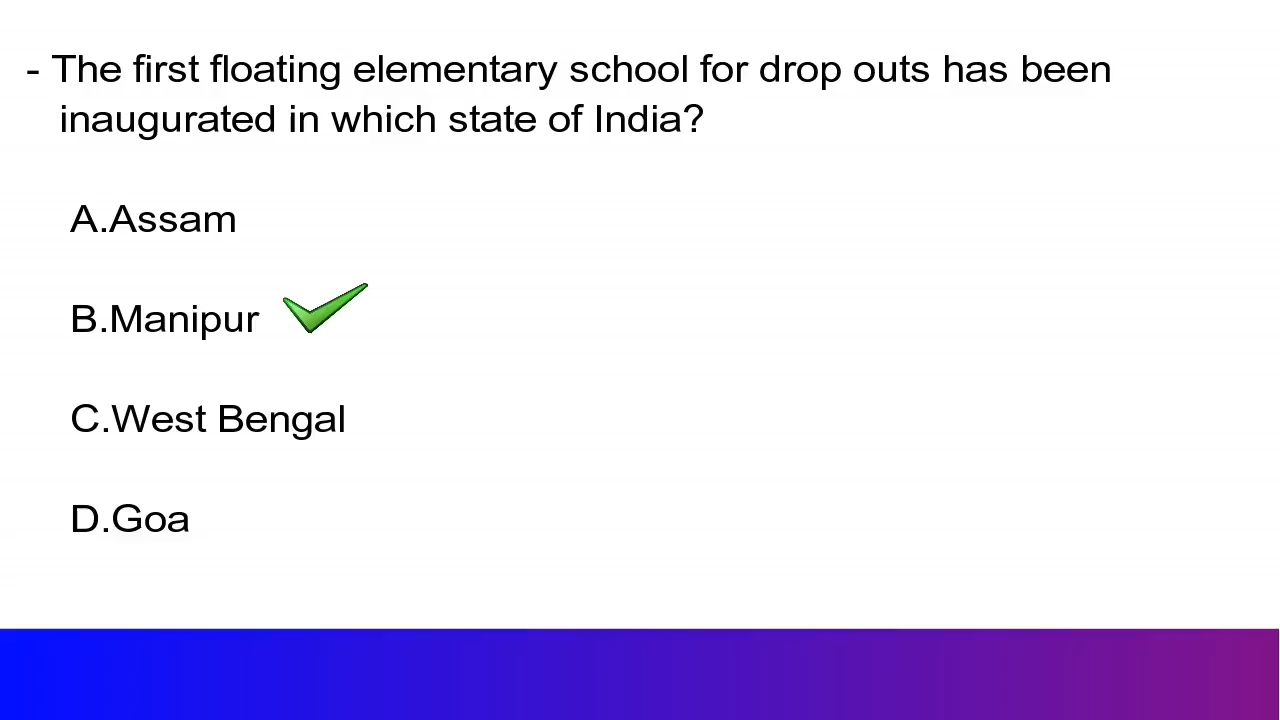 - The first floating elementary school for drop outs has been
inaugurated in which state of India?
A.Assam
B.Manipur
C.West Bengal
D.Goa